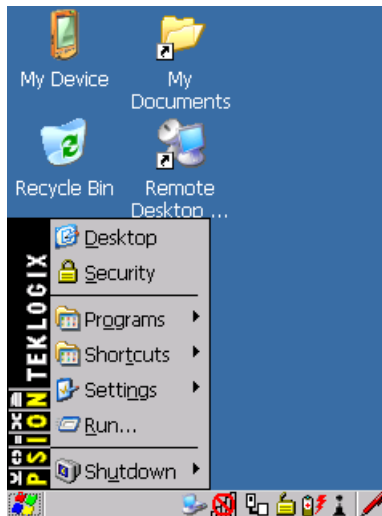 My Device
My
Documents
Recycle Bin
Remote
Desktop ...
Desktop
Security
Programs
Shortcuts
Settings
Run...
Shutdown
PSION TEKLOGIX